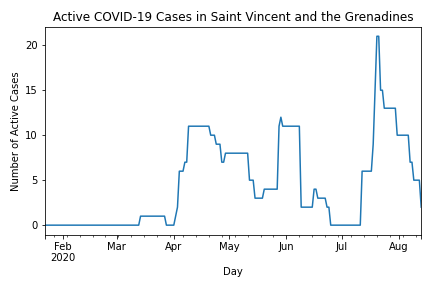 Active COVID-19 Cases in Saint Vincent and the Grenadines
Number of Active Cases
20
15
10
5
0
Feb Mar Apr May Jun Jul Aug
2020
Day